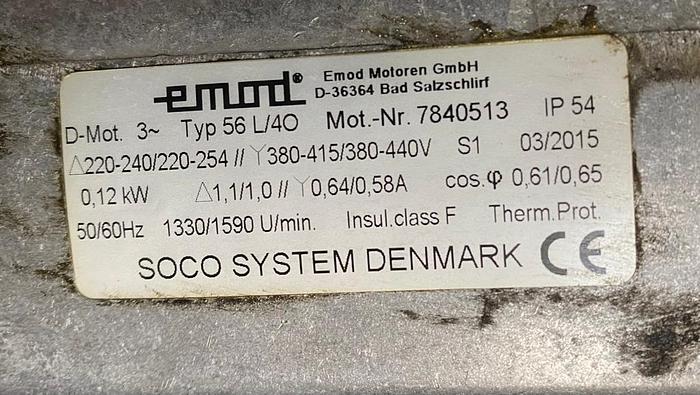 emod® Emod Motoren GmbH
D-36364 Bad Salzschlirf
D-Mot. 3~ Typ 56 L/4O Mot.-Nr. 7840513 IP 54
△220-240/220-254 // Y380-415/380-440V S1 03/2015
0,12 kW △1,1/1,0 // Y0,64/0,58A cos.φ 0,61/0,65
50/60Hz 1330/1590 U/min. Insul.class F Therm.Prot.
SOCO SYSTEM DENMARK CE